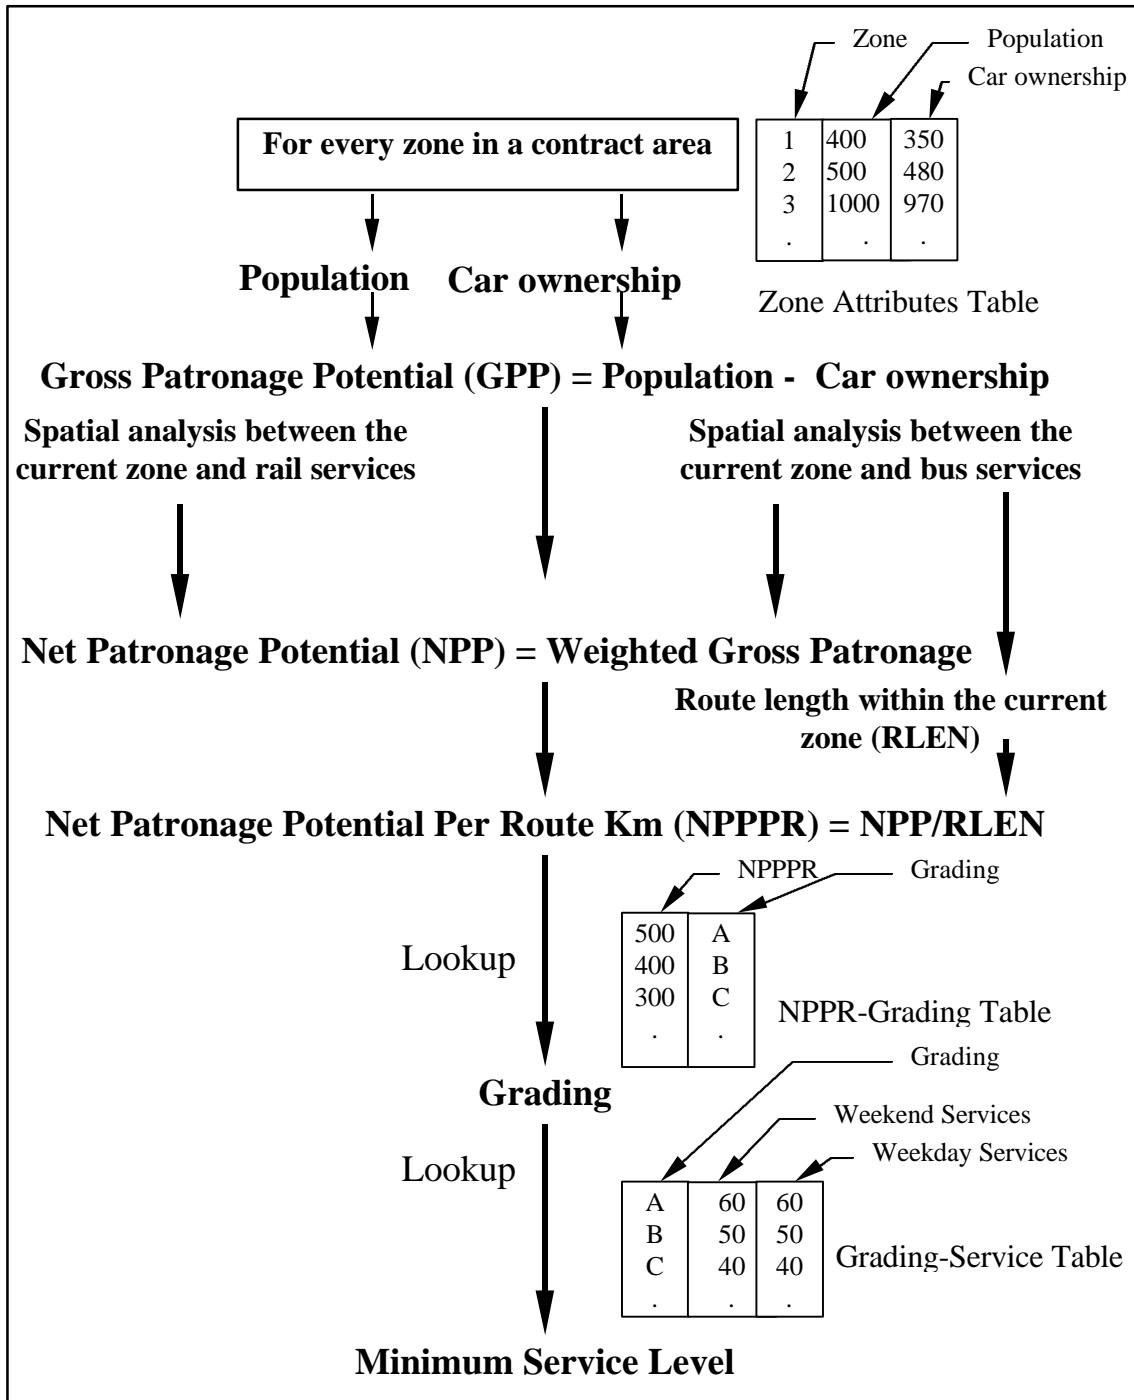 Zone
Population
Car ownership
For every zone in a contract area
1 400 350
2 500 480
3 1000 970
. . .
Population Car ownership
Zone Attributes Table
Gross Patronage Potential (GPP) = Population - Car ownership
Spatial analysis between the
current zone and rail services
Spatial analysis between the
current zone and bus services
Net Patronage Potential (NPP) = Weighted Gross Patronage
Route length within the current
zone (RLEN)
Net Patronage Potential Per Route Km (NPPPR) = NPP/RLEN
NPPPR
Grading
Lookup
500 A
400 B
300 C
. .
NPPR-Grading Table
Grading
Grading
Weekend Services
Weekday Services
Lookup
A 60 60
B 50 50
C 40 40
. . .
Grading-Service Table
Minimum Service Level